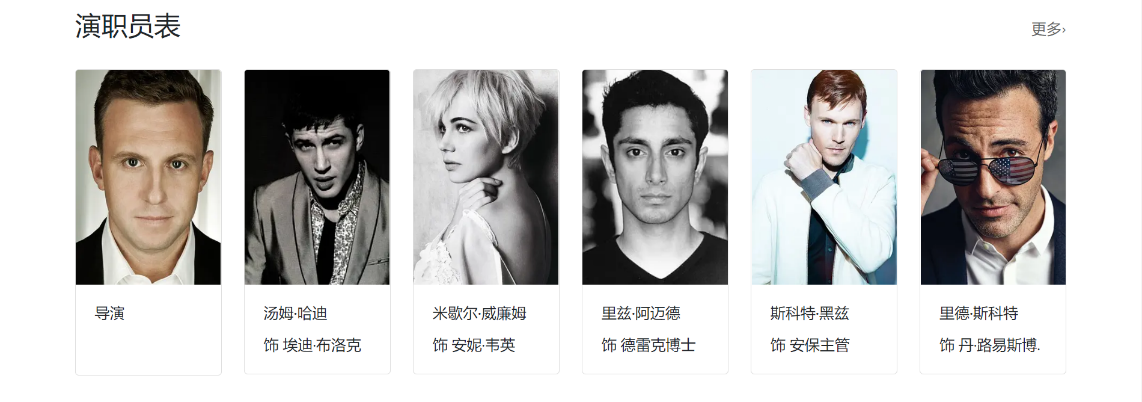 演职员表
更多›
导演
汤姆·哈迪
饰 埃迪·布洛克
米歇尔·威廉姆
饰 安妮·韦英
里兹·阿迈德
饰 德雷克博士
斯科特·黑兹
饰 安保主管
里德·斯科特
饰 丹·路易斯博.